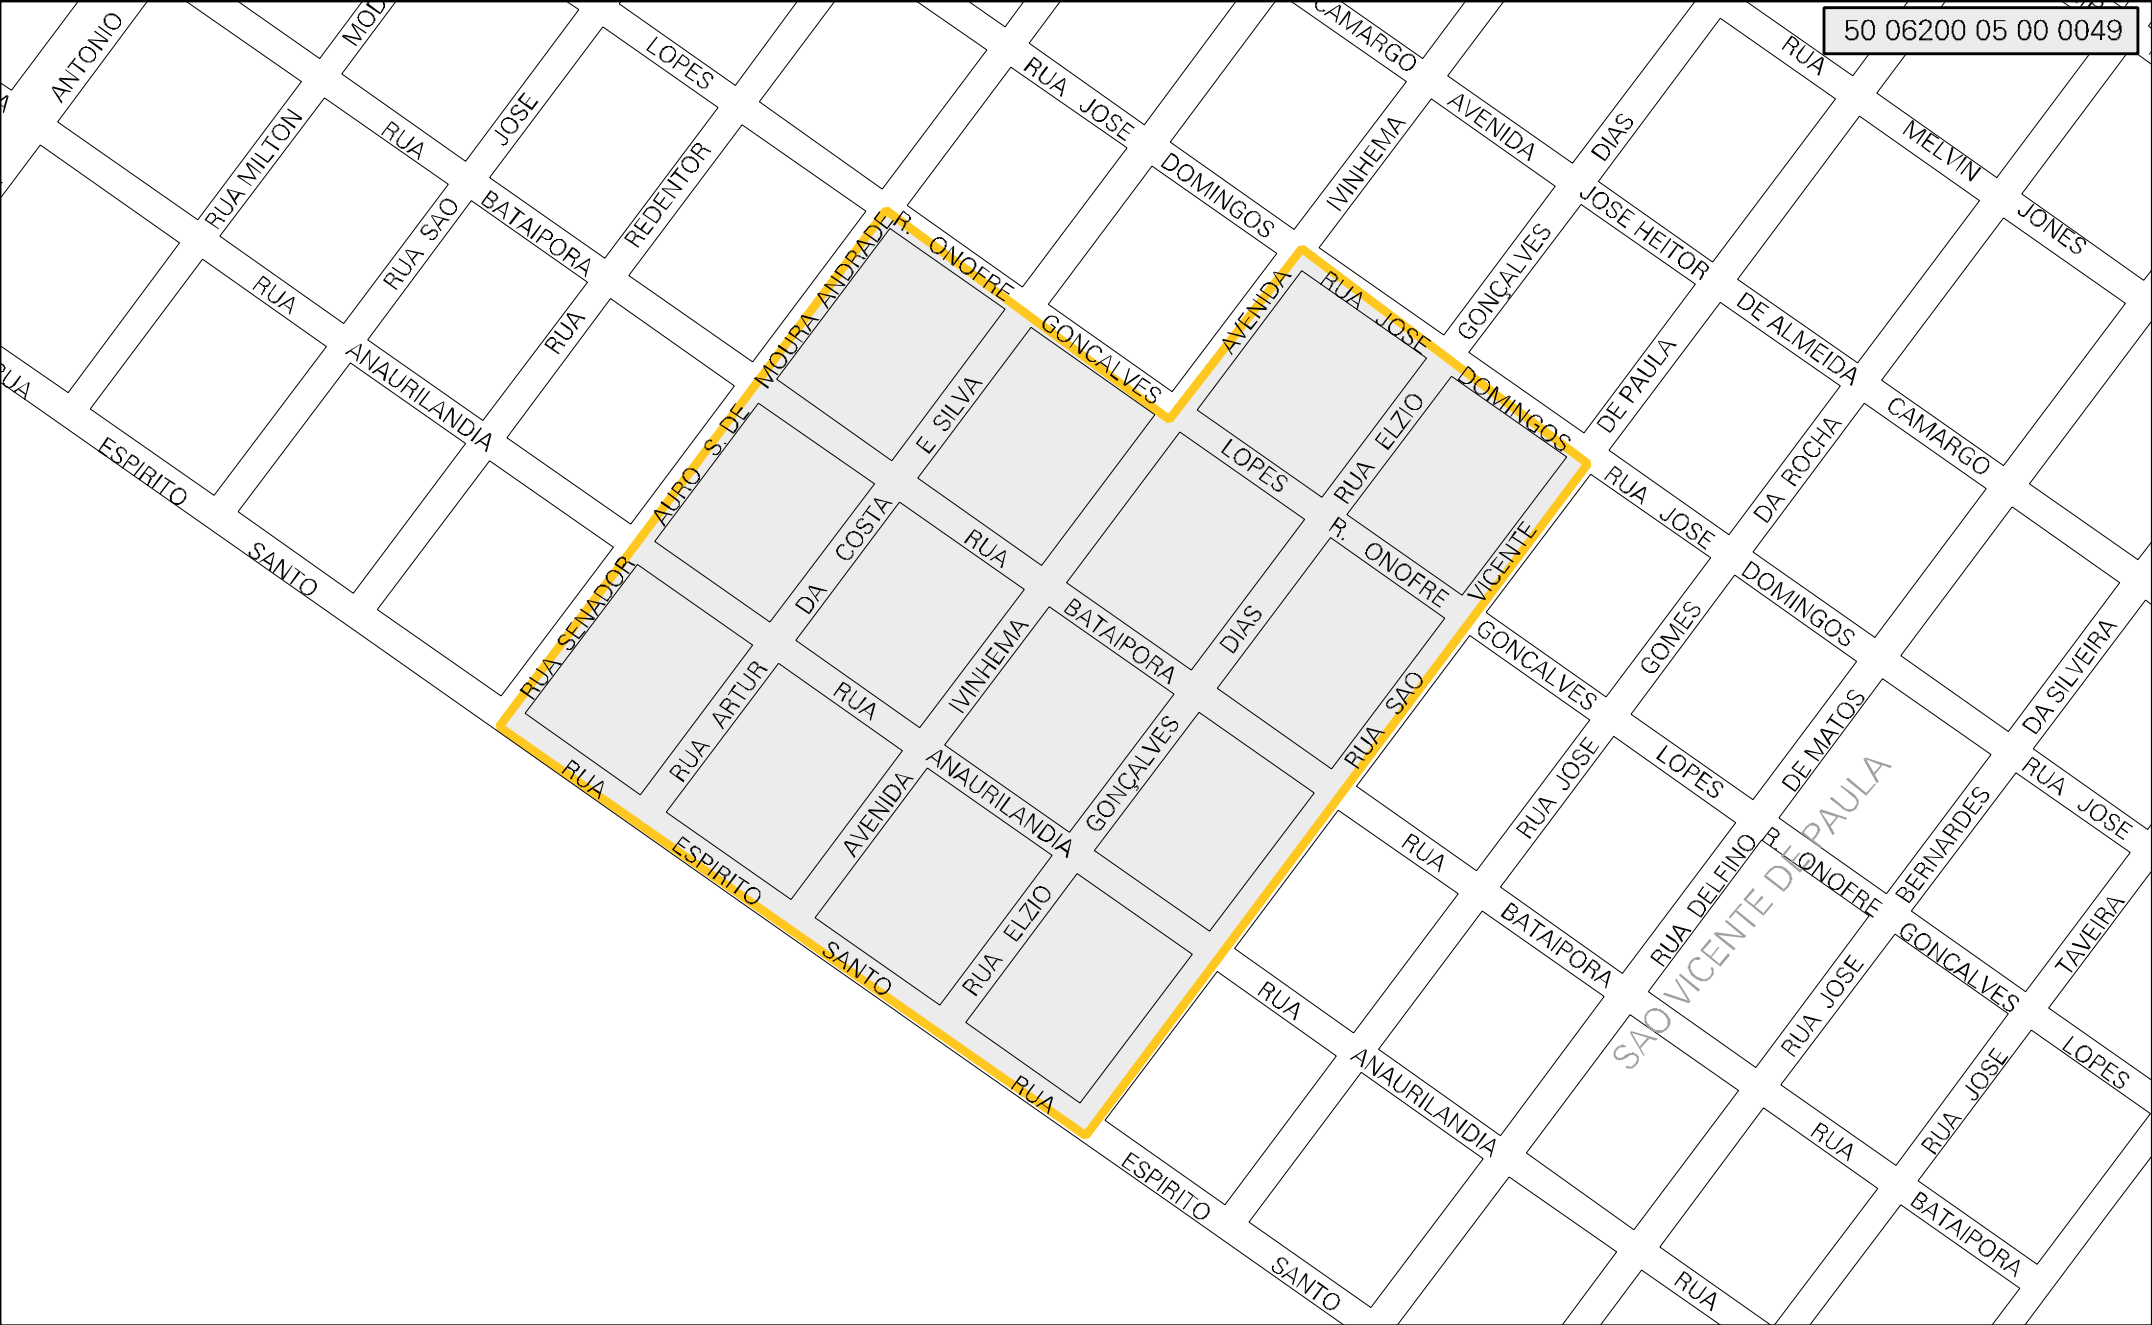 50 06200 05 00 0049
ANTONIO
RUA MILTON
RUA SAO JOSE
RUA REDENTOR
RUA SENADOR AURO S. DE MOURA ANDRADE
RUA ARTUR DA COSTA E SILVA
AVENIDA IVINHEMA
AVENIDA IVINHEMA
RUA ELZIO GONÇALVES DIAS
RUA ELZIO GONÇALVES DIAS
RUA SAO VICENTE DE PAULA
RUA JOSE GOMES DA ROCHA
RUA DELFINO DE MATOS
RUA JOSE BERNARDES DA SILVEIRA
RUA JOSE TAVEIRA
RUA MELVIN JONES
CAMARGO
AVENIDA JOSE HEITOR DE ALMEIDA CAMARGO
RUA JOSE DOMINGOS
RUA JOSE DOMINGOS
RUA JOSE DOMINGOS
RUA JOSE
LOPES
R. ONOFRE GONCALVES LOPES
R. ONOFRE GONCALVES LOPES
R. ONOFRE GONCALVES LOPES
RUA BATAIPORA
RUA BATAIPORA
RUA BATAIPORA
RUA BATAIPORA
RUA ANAURILANDIA
RUA ANAURILANDIA
RUA ANAURILANDIA
RUA
RUA ESPIRITO SANTO
RUA ESPIRITO SANTO
RUA ESPIRITO SANTO
SAO VICENTE DE PAULA